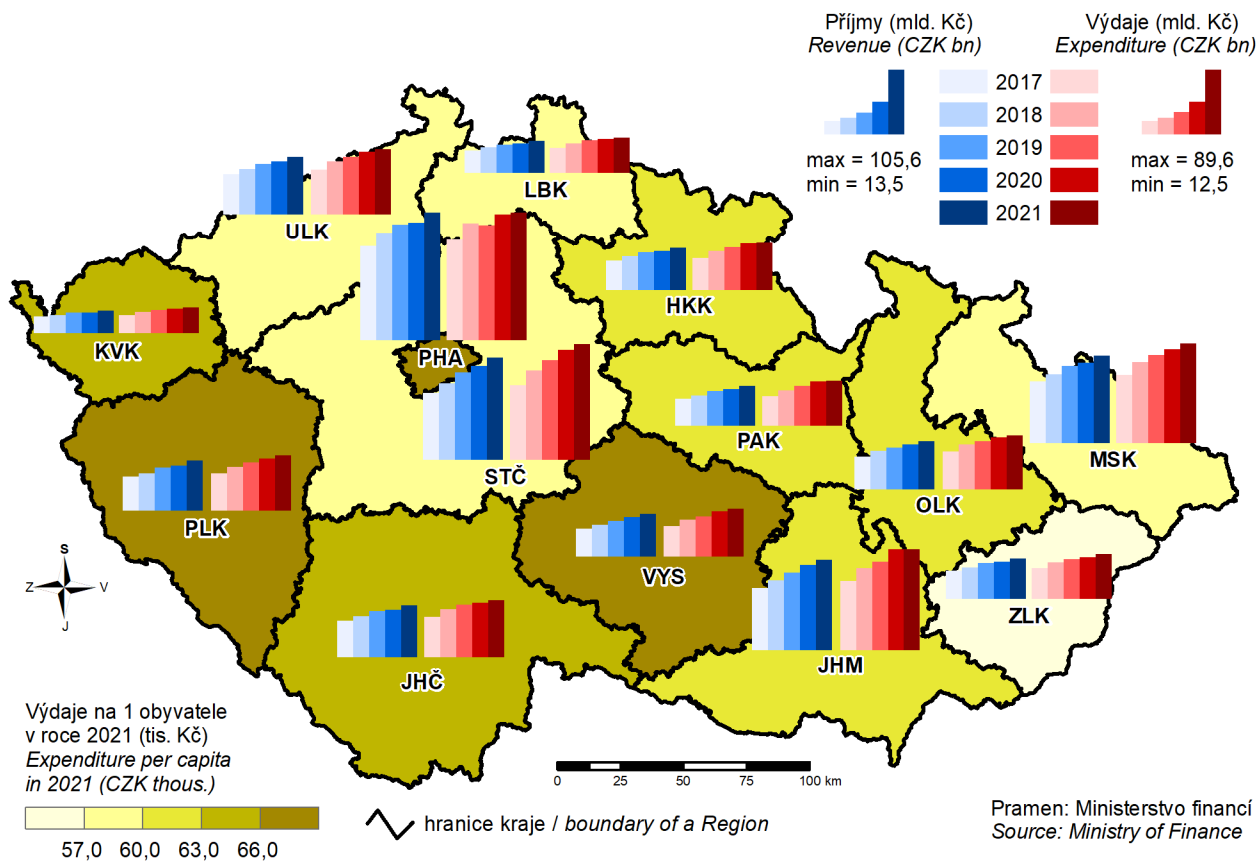 Příjmy (mld. Kč)
Revenue (CZK bn)
Výdaje (mld. Kč)
Expenditure (CZK bn)
2017
2018
2019
2020
2021
max = 105,6
min = 13,5
max = 89,6
min = 12,5
LBK
ULK
HKK
KVK
PHA
PAK
MSK
STČ
OLK
PLK
VYS
ZLK
JHM
JHČ
S
Z V
J
Výdaje na 1 obyvatele
v roce 2021 (tis. Kč)
Expenditure per capita
in 2021 (CZK thous.)
57,0 60,0 63,0 66,0
0 25 50 75 100 km
hranice kraje / boundary of a Region
Pramen: Ministerstvo financí
Source: Ministry of Finance